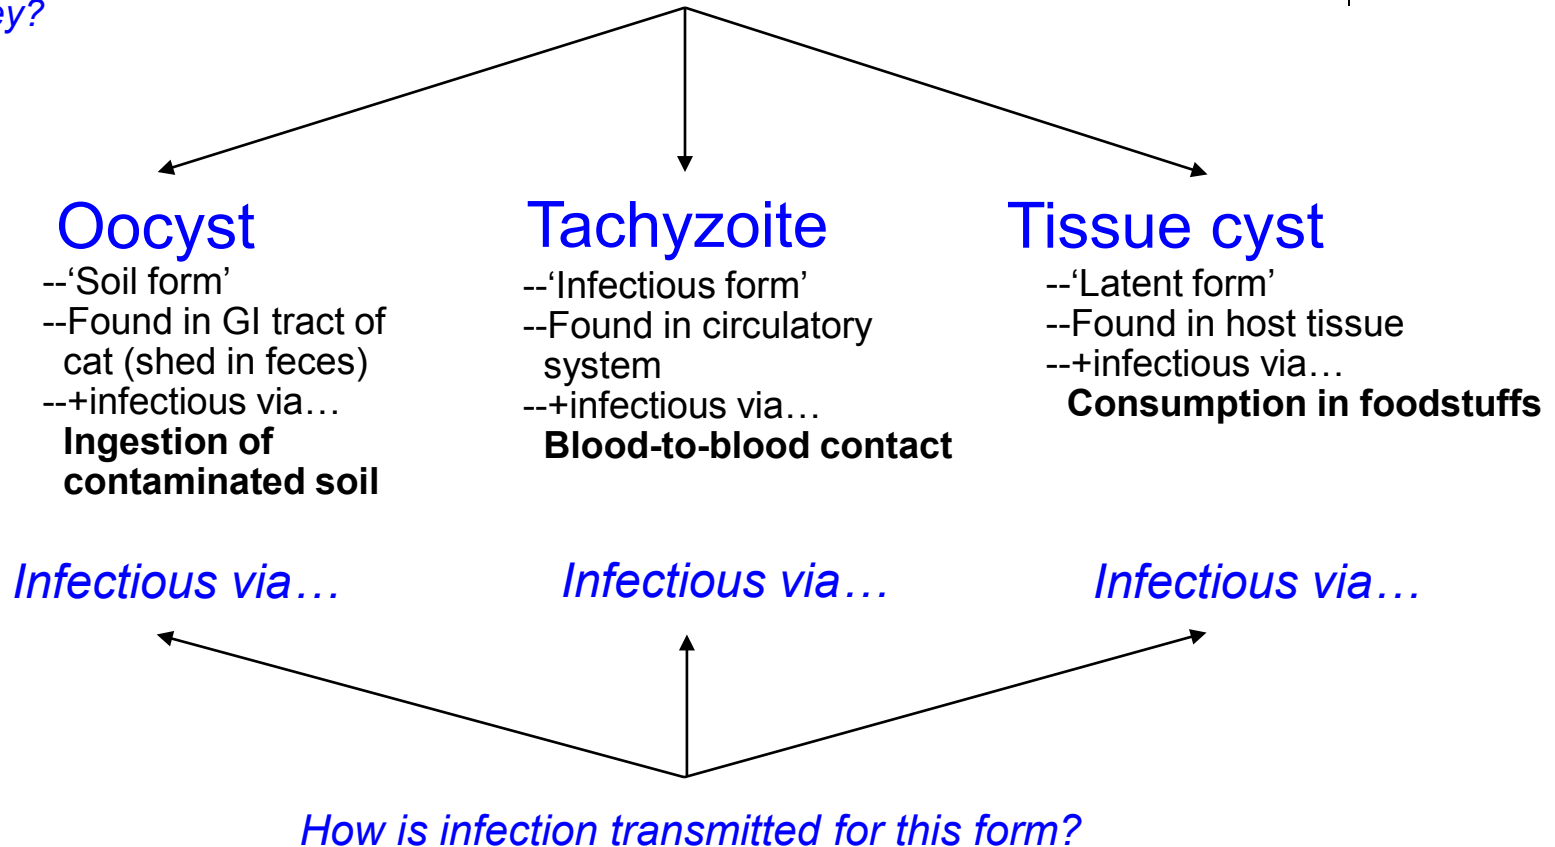 ey?
Oocyst
--‘Soil form’
--Found in GI tract of
cat (shed in feces)
--+infectious via…
Ingestion of
contaminated soil
Tachyzoite
--‘Infectious form’
--Found in circulatory
system
--+infectious via…
Blood-to-blood contact
Tissue cyst
--‘Latent form’
--Found in host tissue
--+infectious via…
Consumption in foodstuffs
Infectious via…
Infectious via…
Infectious via…
How is infection transmitted for this form?